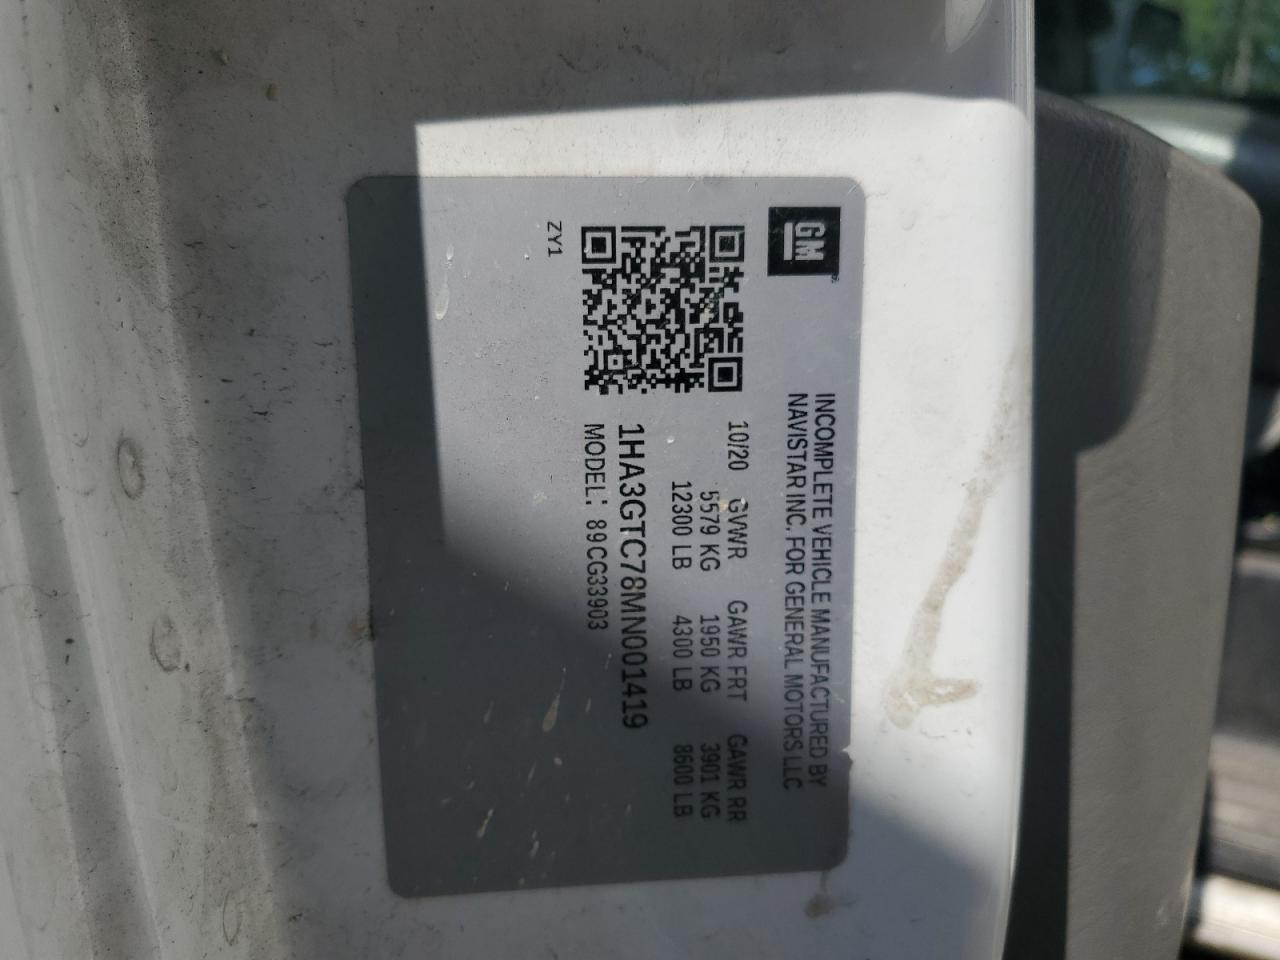 GM
INCOMPLETE VEHICLE MANUFACTURED BY
NAVISTAR INC. FOR GENERAL MOTORS LLC
10/20 GVWR GAWR FRT GAWR RR
5579 KG 1950 KG 3901 KG
12300 LB 4300 LB 8600 LB
1HA3GTC78MN001419
MODEL: 89CG33903
ZY1